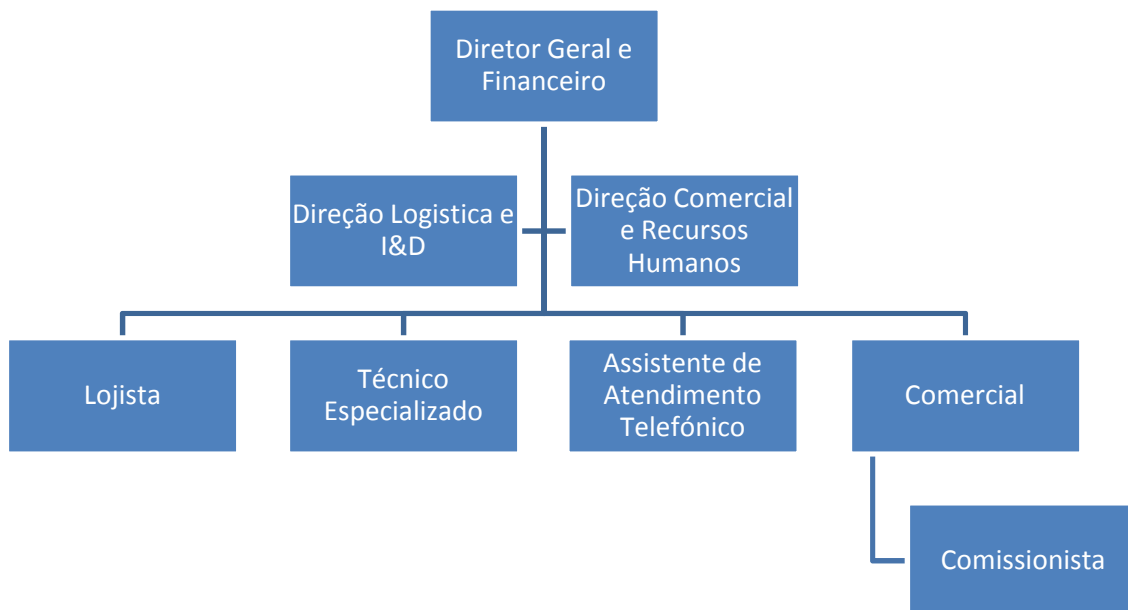 Diretor Geral e
Financeiro
Direção Logistica e
I&D
Direção Comercial
e Recursos
Humanos
Lojista
Técnico
Especializado
Assistente de
Atendimento
Telefónico
Comercial
Comissionista